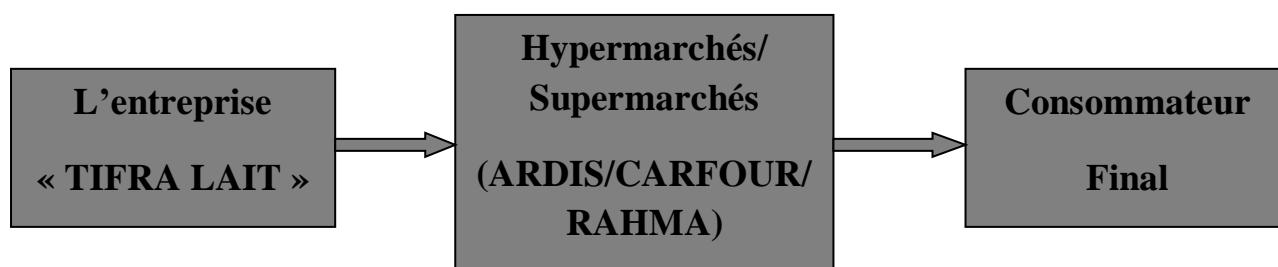 L'entreprise
« TIFRA LAIT »
Hypermarchés/
Supermarchés
(ARDIS/CARFOUR/
RAHMA)
Consommateur
Final